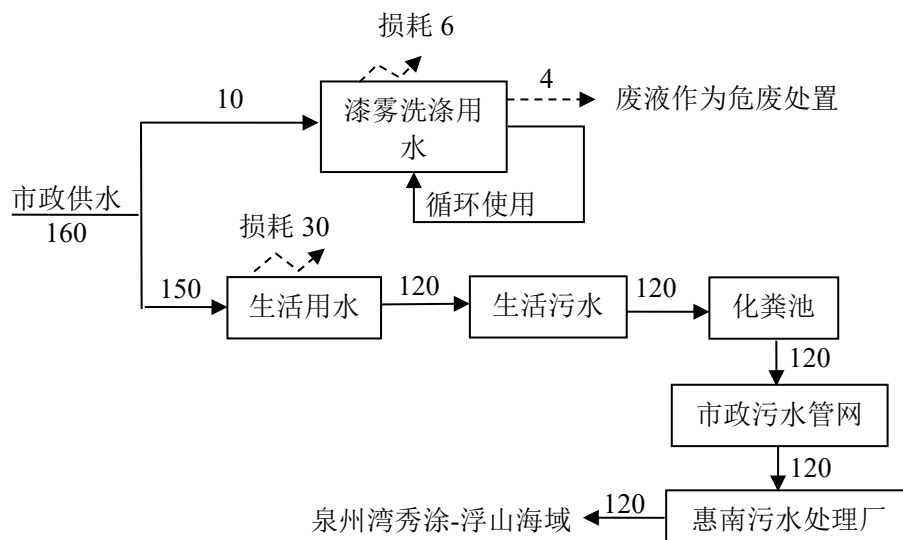 损耗 6
10
漆雾洗涤用
水
4
废液作为危废处置
循环使用
市政供水
160
损耗 30
150
生活用水
120
生活污水
120
化粪池
120
市政污水管网
120
惠南污水处理厂
120
泉州湾秀涂-浮山海域